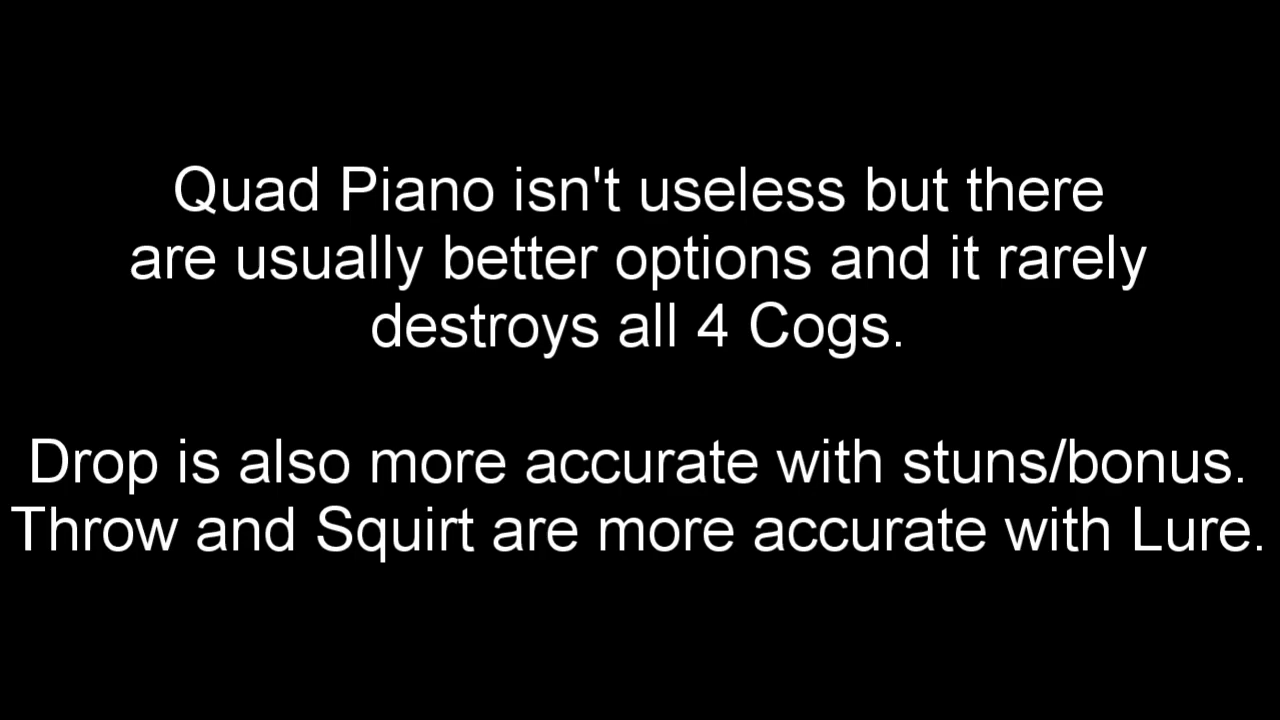 Quad Piano isn't useless but there
are usually better options and it rarely
destroys all 4 Cogs.
Drop is also more accurate with stuns/bonus.
Throw and Squirt are more accurate with Lure.